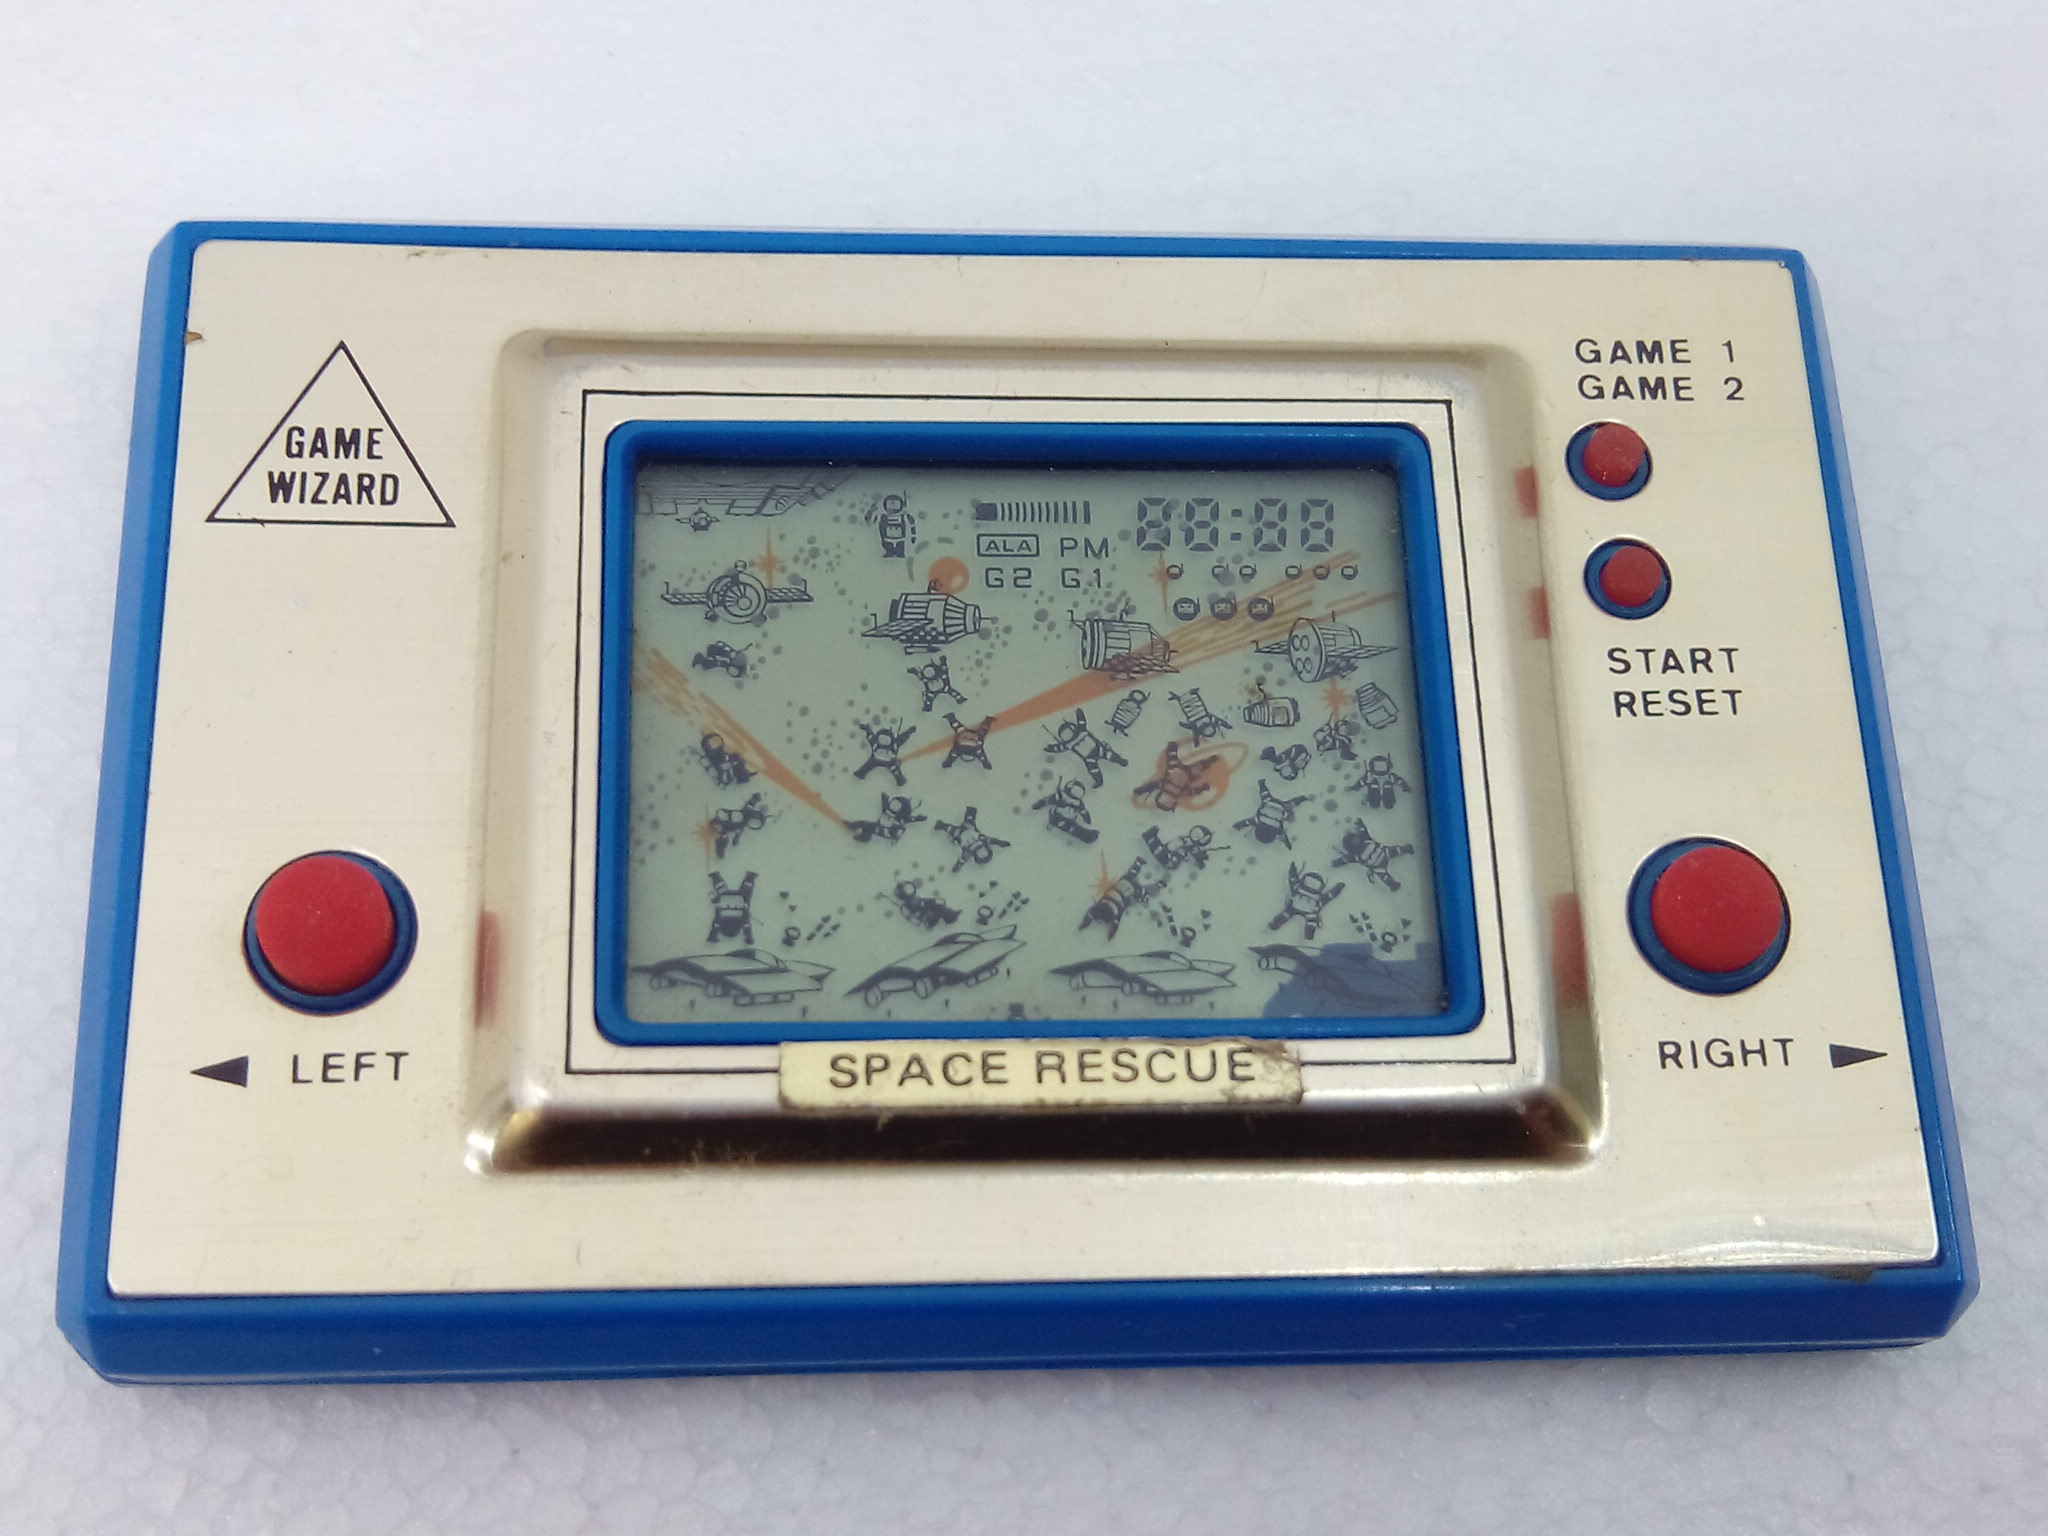 GAME
WIZARD
GAME 1
GAME 2
88:88
ALA PM
G2 G1
START
RESET
◄ LEFT
RIGHT ►
SPACE RESCUE